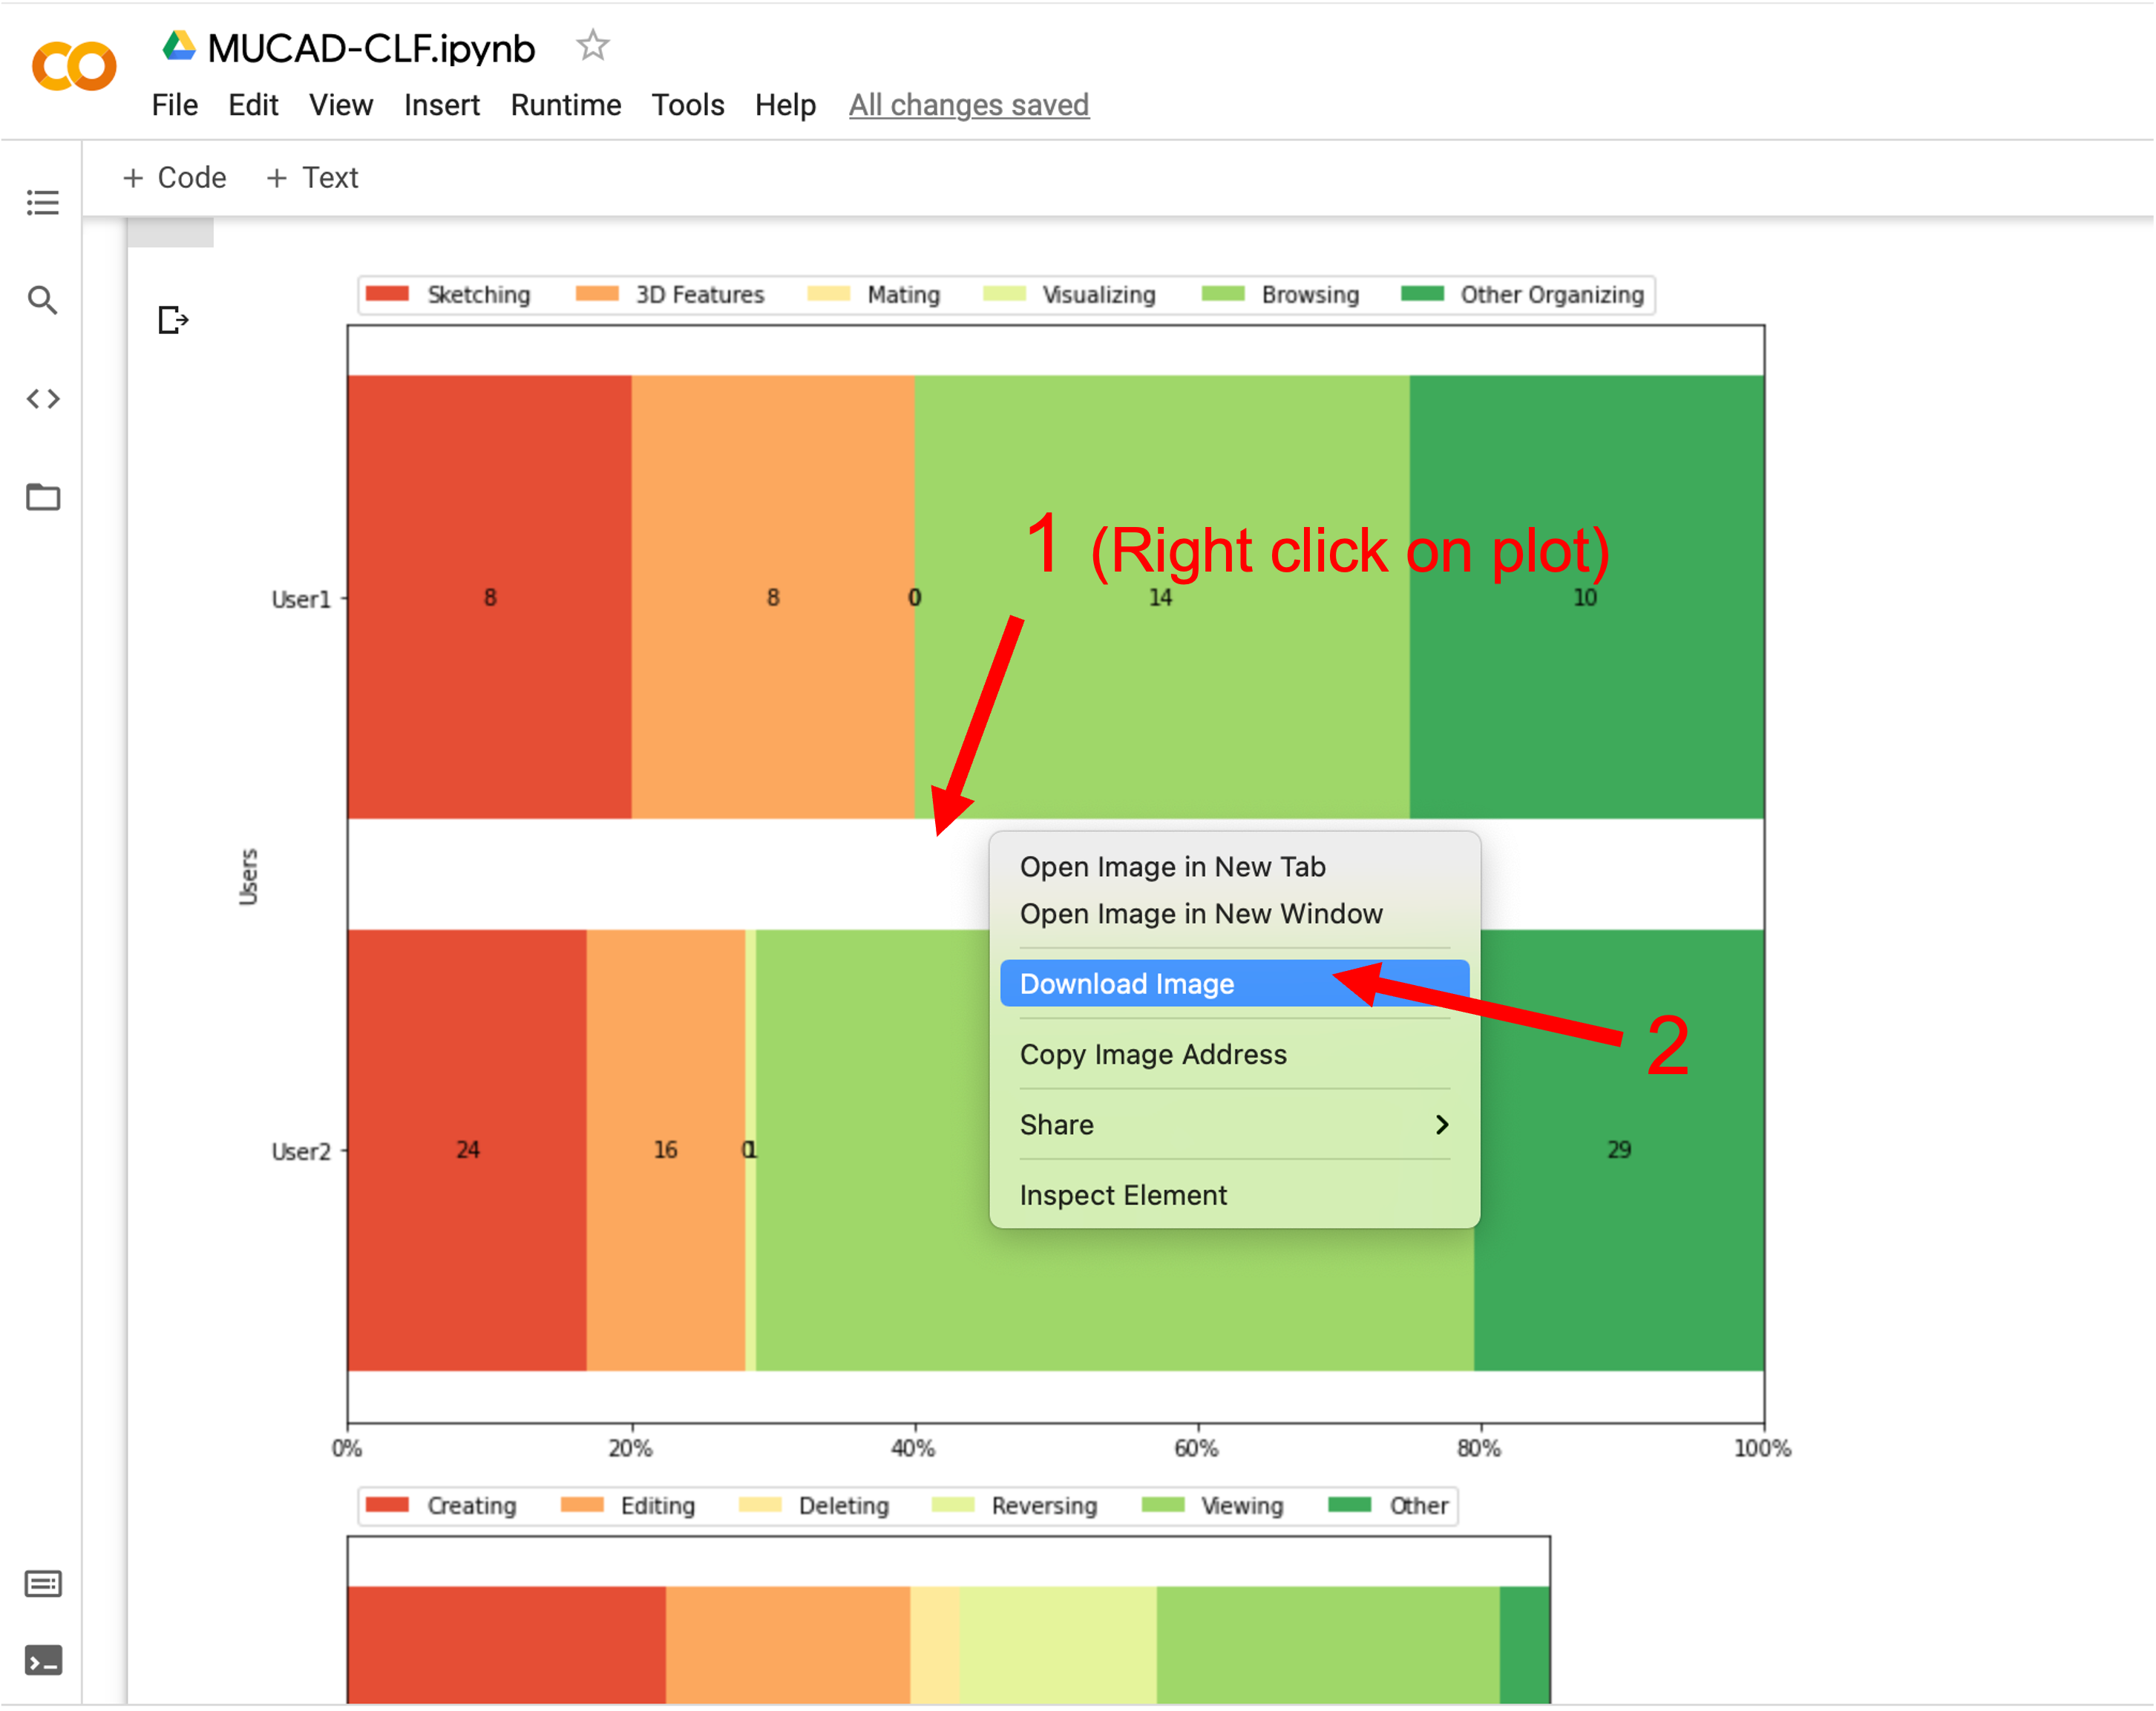 MUCAD-CLF.ipynb
File Edit View Insert Runtime Tools Help All changes saved
+ Code + Text
Sketching 3D Features Mating Visualizing Browsing Other Organizing
1 (Right click on plot)
User1 8 8 0 14 10
Users
Open Image in New Tab
Open Image in New Window
Download Image
2
Copy Image Address
Share
User2 24 16 0 1 29
Inspect Element
0% 20% 40% 60% 80% 100%
Creating Editing Deleting Reversing Viewing Other